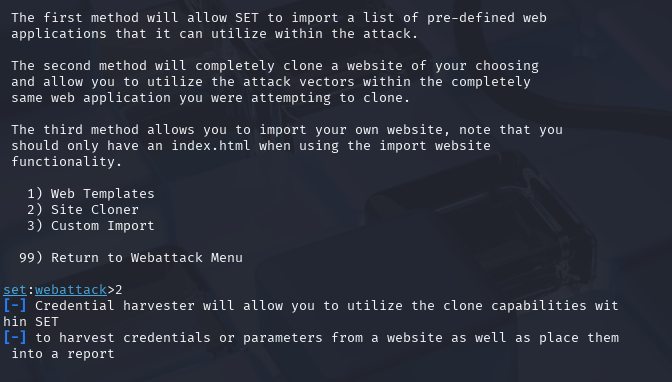 The first method will allow SET to import a list of pre-defined web
applications that it can utilize within the attack.
The second method will completely clone a website of your choosing
and allow you to utilize the attack vectors within the completely
same web application you were attempting to clone.
The third method allows you to import your own website, note that you
should only have an index.html when using the import website
functionality.
1) Web Templates
2) Site Cloner
3) Custom Import
99) Return to Webattack Menu
set:webattack>2
[-] Credential harvester will allow you to utilize the clone capabilities wit
hin SET
[-] to harvest credentials or parameters from a website as well as place them
into a report